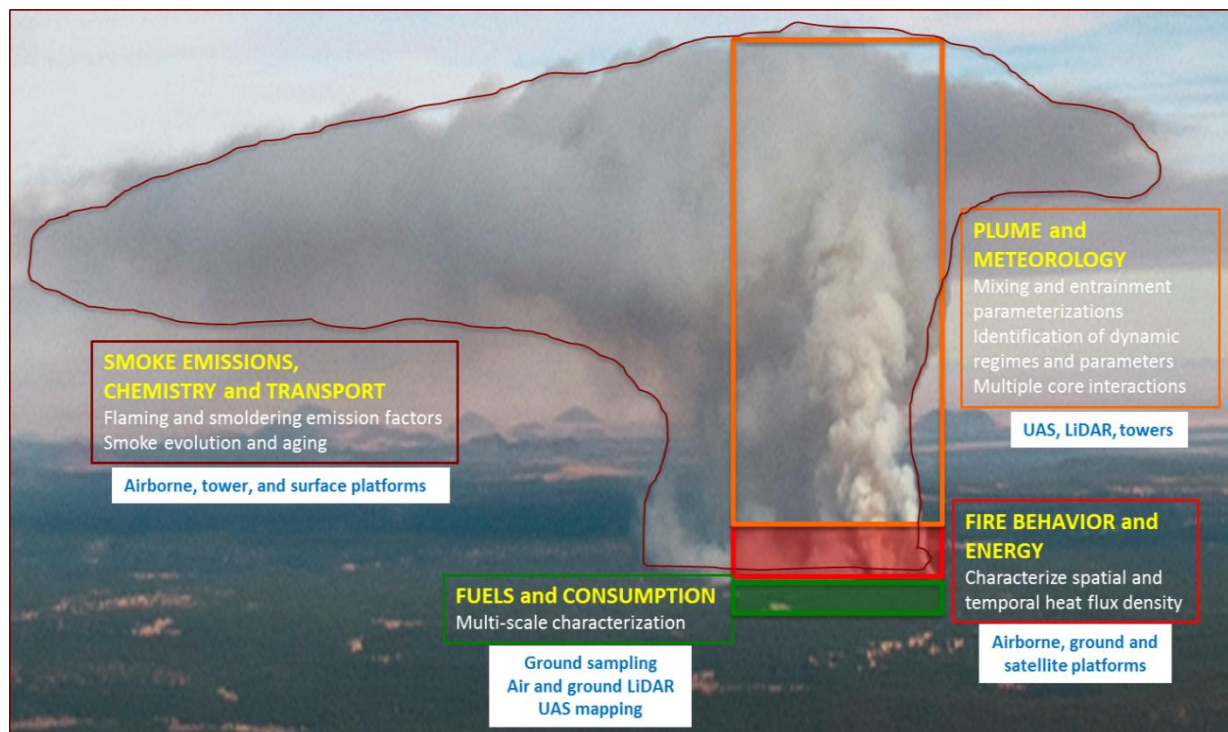 PLUME and
METEOROLOGY
Mixing and entrainment
parameterizations
Identification of dynamic
regimes and parameters
Multiple core interactions
UAS, LiDAR, towers
SMOKE EMISSIONS,
CHEMISTRY and TRANSPORT
Flaming and smoldering emission factors
Smoke evolution and aging
Airborne, tower, and surface platforms
FIRE BEHAVIOR and
ENERGY
Characterize spatial and
temporal heat flux density
Airborne, ground and
satellite platforms
FUELS and CONSUMPTION
Multi-scale characterization
Ground sampling
Air and ground LiDAR
UAS mapping